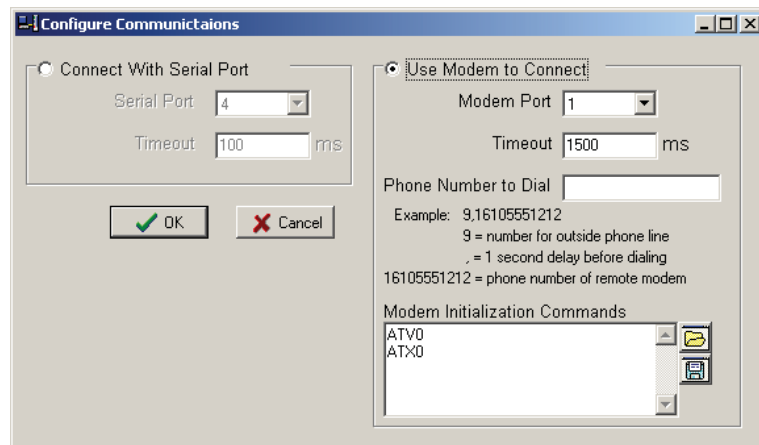 Configure Communictaions
Connect With Serial Port
Serial Port 4
Timeout 100 ms
OK Cancel
Use Modem to Connect
Modem Port 1
Timeout 1500 ms
Phone Number to Dial
Example: 9,16105551212
9 = number for outside phone line
, = 1 second delay before dialing
16105551212 = phone number of remote modem
Modem Initialization Commands
ATV0
ATX0